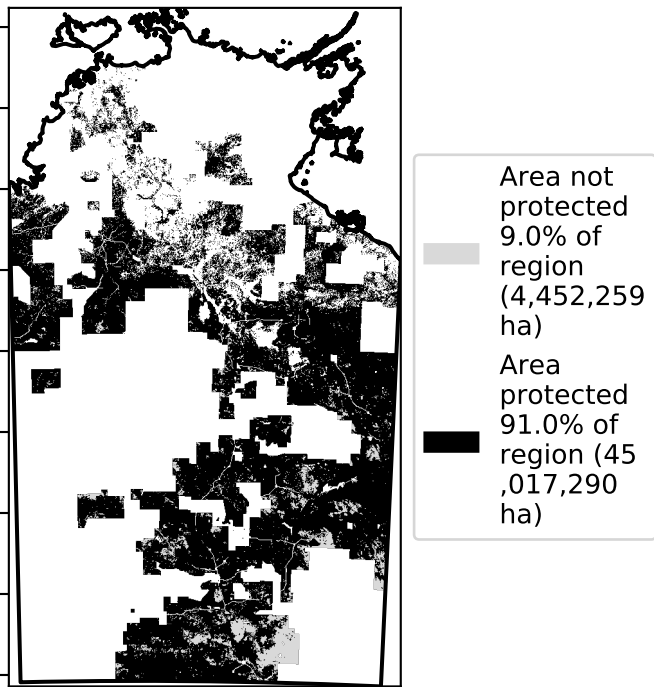 Area not
protected
9.0% of
region
(4,452,259
ha)
Area
protected
91.0% of
region (45
,017,290
ha)